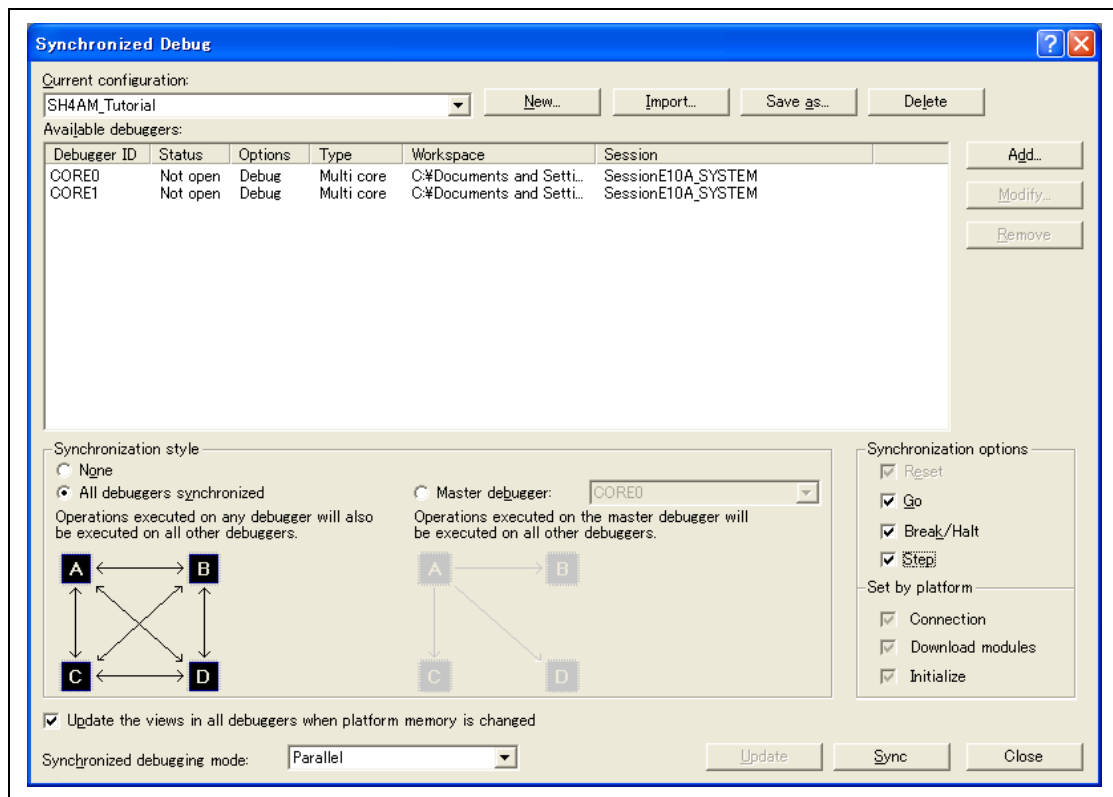 Synchronized Debug
Current configuration:
SH4AM_Tutorial
New...
Import...
Save as...
Delete
Available debuggers:
Debugger ID Status Options Type Workspace Session
CORE0 Not open Debug Multi core C:¥Documents and Setti... SessionE10A_SYSTEM
CORE1 Not open Debug Multi core C:¥Documents and Setti... SessionE10A_SYSTEM
Add...
Modify...
Remove
Synchronization style
None
All debuggers synchronized
Operations executed on any debugger will also
be executed on all other debuggers.
A B
C D
Master debugger: CORE0
Operations executed on the master debugger will
be executed on all other debuggers.
A B
C D
Synchronization options
Reset
Go
Break/Halt
Step
Set by platform
Connection
Download modules
Initialize
Update the views in all debuggers when platform memory is changed
Synchronized debugging mode: Parallel
Update
Sync
Close